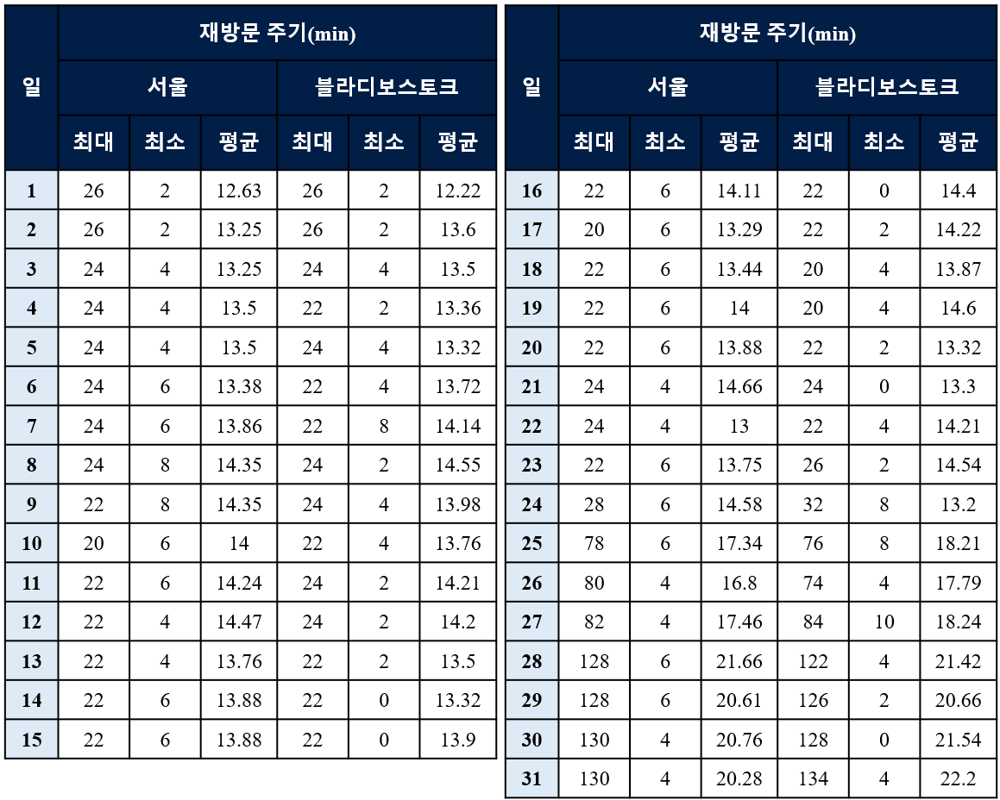 일 재방문 주기(min)
서울 블라디보스토크
최대 최소 평균 최대 최소 평균
1 26 2 12.63 26 2 12.22
2 26 2 13.25 26 2 13.6
3 24 4 13.25 24 4 13.5
4 24 4 13.5 22 2 13.36
5 24 4 13.5 24 4 13.32
6 24 6 13.38 22 4 13.72
7 24 6 13.86 22 8 14.14
8 24 8 14.35 24 2 14.55
9 22 8 14.35 24 4 13.98
10 20 6 14 22 4 13.76
11 22 6 14.24 24 2 14.21
12 22 4 14.47 24 2 14.2
13 22 4 13.76 22 2 13.5
14 22 6 13.88 22 0 13.32
15 22 6 13.88 22 0 13.9
일 재방문 주기(min)
서울 블라디보스토크
최대 최소 평균 최대 최소 평균
16 22 6 14.11 22 0 14.4
17 20 6 13.29 22 2 14.22
18 22 6 13.44 20 4 13.87
19 22 6 14 20 4 14.6
20 22 6 13.88 22 2 13.32
21 24 4 14.66 24 0 13.3
22 24 4 13 22 4 14.21
23 22 6 13.75 26 2 14.54
24 28 6 14.58 32 8 13.2
25 78 6 17.34 76 8 18.21
26 80 4 16.8 74 4 17.79
27 82 4 17.46 84 10 18.24
28 128 6 21.66 122 4 21.42
29 128 6 20.61 126 2 20.66
30 130 4 20.76 128 0 21.54
31 130 4 20.28 134 4 22.2